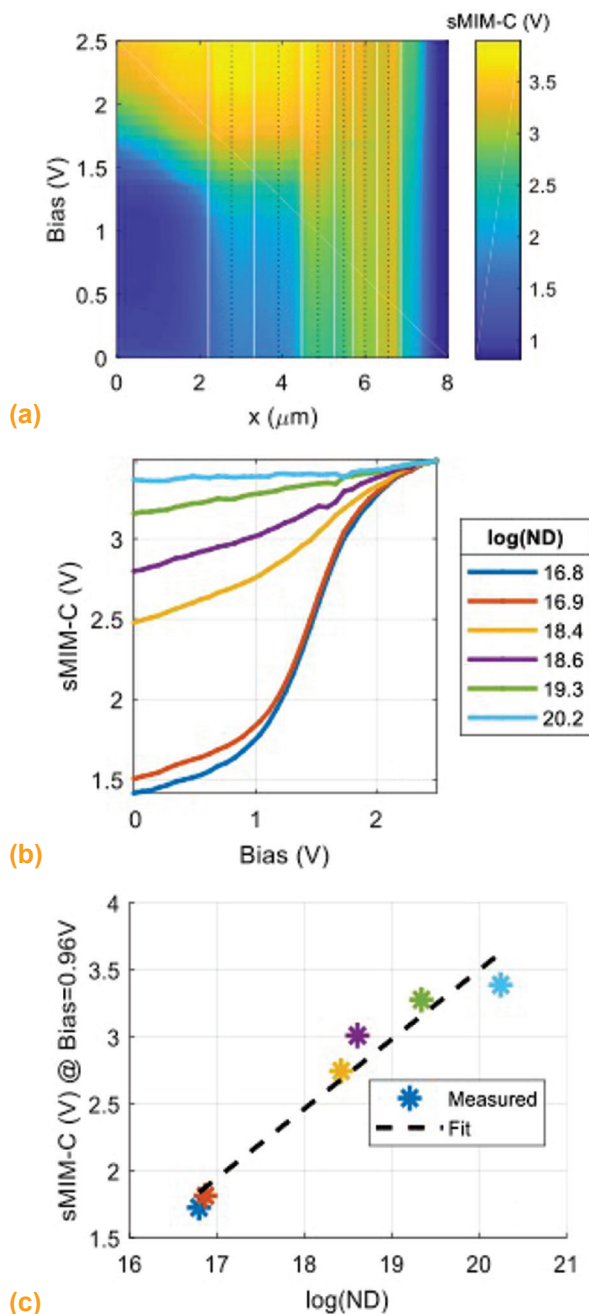 sMIM-C (V)
2.5
2
1.5
1
0.5
0
Bias (V)
0 2 4 6 8
x (μm)
3.5
3
2.5
2
1.5
1
(a)
3
2.5
2
1.5
sMIM-C (V)
0 1 2
Bias (V)
log(ND)
16.8
16.9
18.4
18.6
19.3
20.2
(b)
4
3.5
3
2.5
2
1.5
sMIM-C (V) @ Bias=0.96V
Measured
Fit
16 17 18 19 20 21
log(ND)
(c)